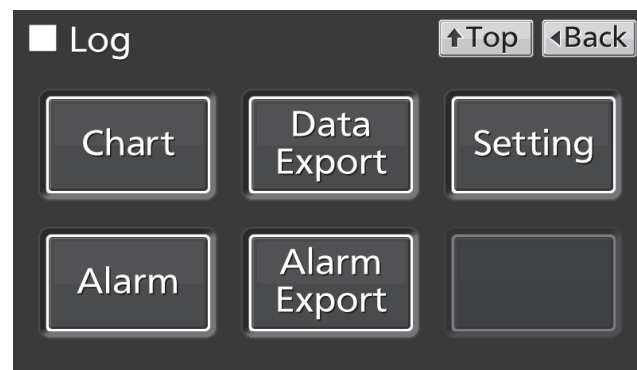 Log
↑Top
◂Back
Chart
Data
Export
Setting
Alarm
Alarm
Export